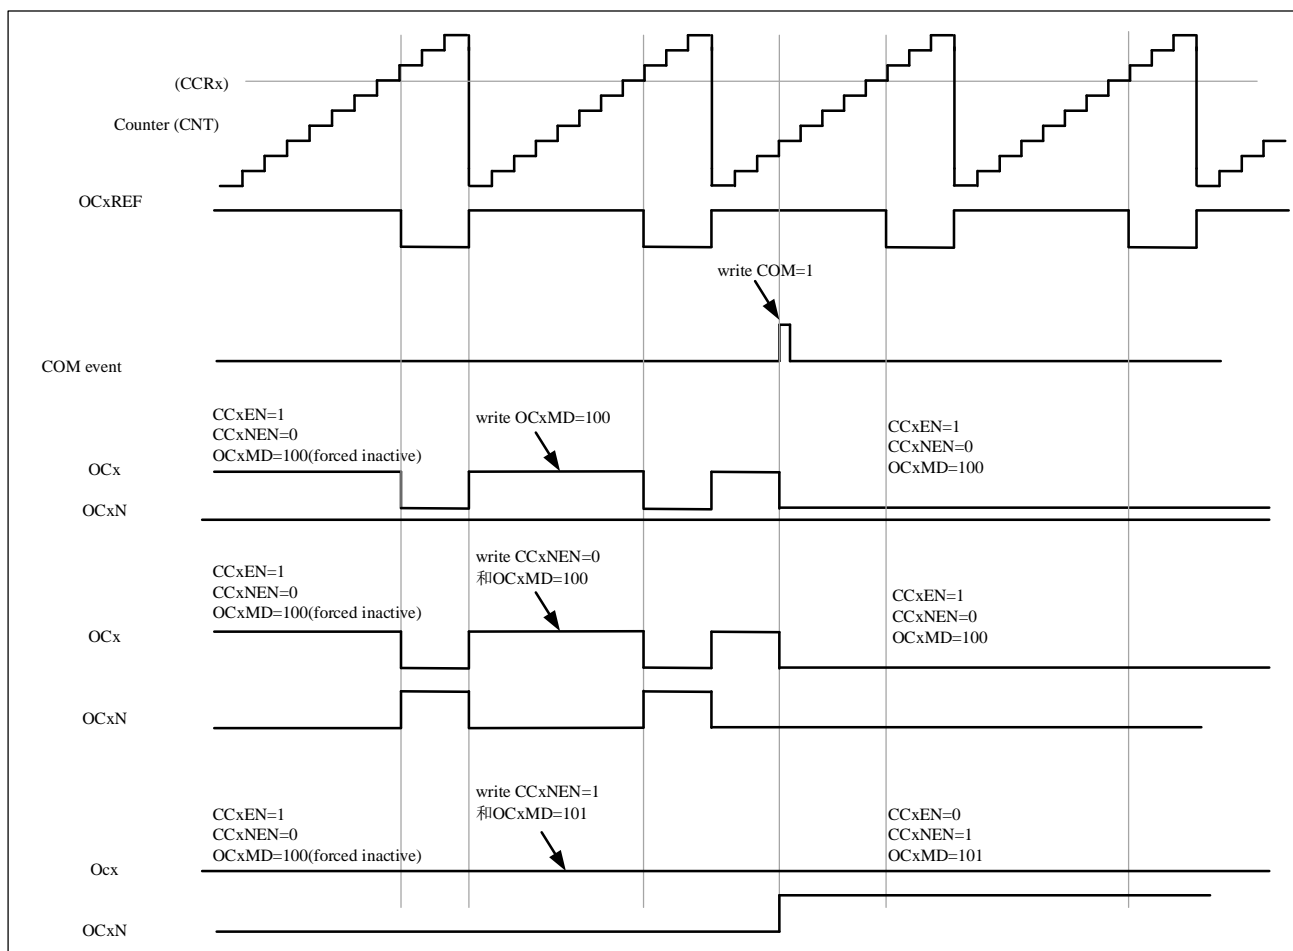 (CCRx)
Counter (CNT)
OCxREF
write COM=1
COM event
CCxEN=1
CCxNEN=0
OCxMD=100(forced inactive)
write OCxMD=100
CCxEN=1
CCxNEN=0
OCxMD=100
OCx
OCxN
CCxEN=1
CCxNEN=0
OCxMD=100(forced inactive)
write CCxNEN=0
和OCxMD=100
CCxEN=1
CCxNEN=0
OCxMD=100
OCx
OCxN
CCxEN=1
CCxNEN=0
OCxMD=100(forced inactive)
write CCxNEN=1
和OCxMD=101
CCxEN=0
CCxNEN=1
OCxMD=101
Ocx
OCxN